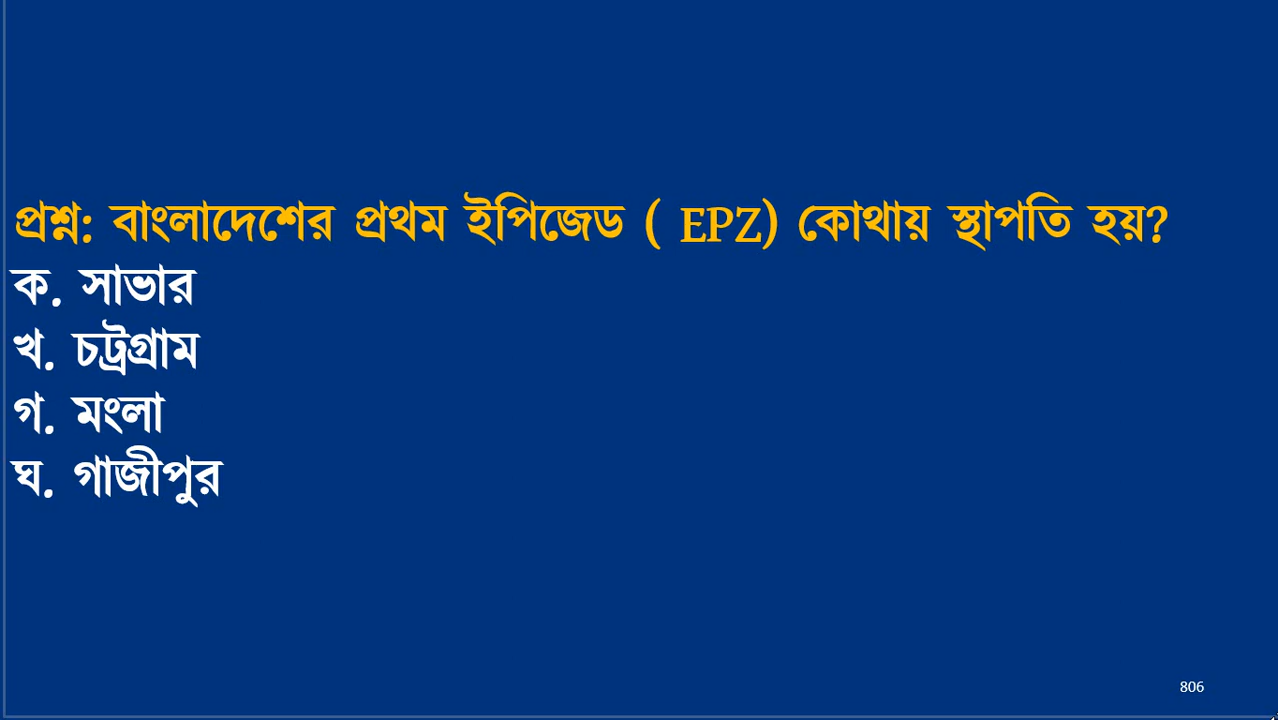 প্রশ্ন: বাংলাদেশের প্রথম ইপিজেড ( EPZ) কোথায় স্থাপতি হয়?
ক. সাভার
খ. চট্রগ্রাম
গ. মংলা
ঘ. গাজীপুর
806